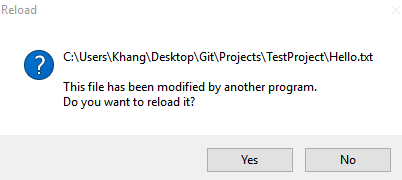 Reload
C:\Users\Khang\Desktop\Git\Projects\TestProject\Hello.txt
This file has been modified by another program.
Do you want to reload it?
Yes
No